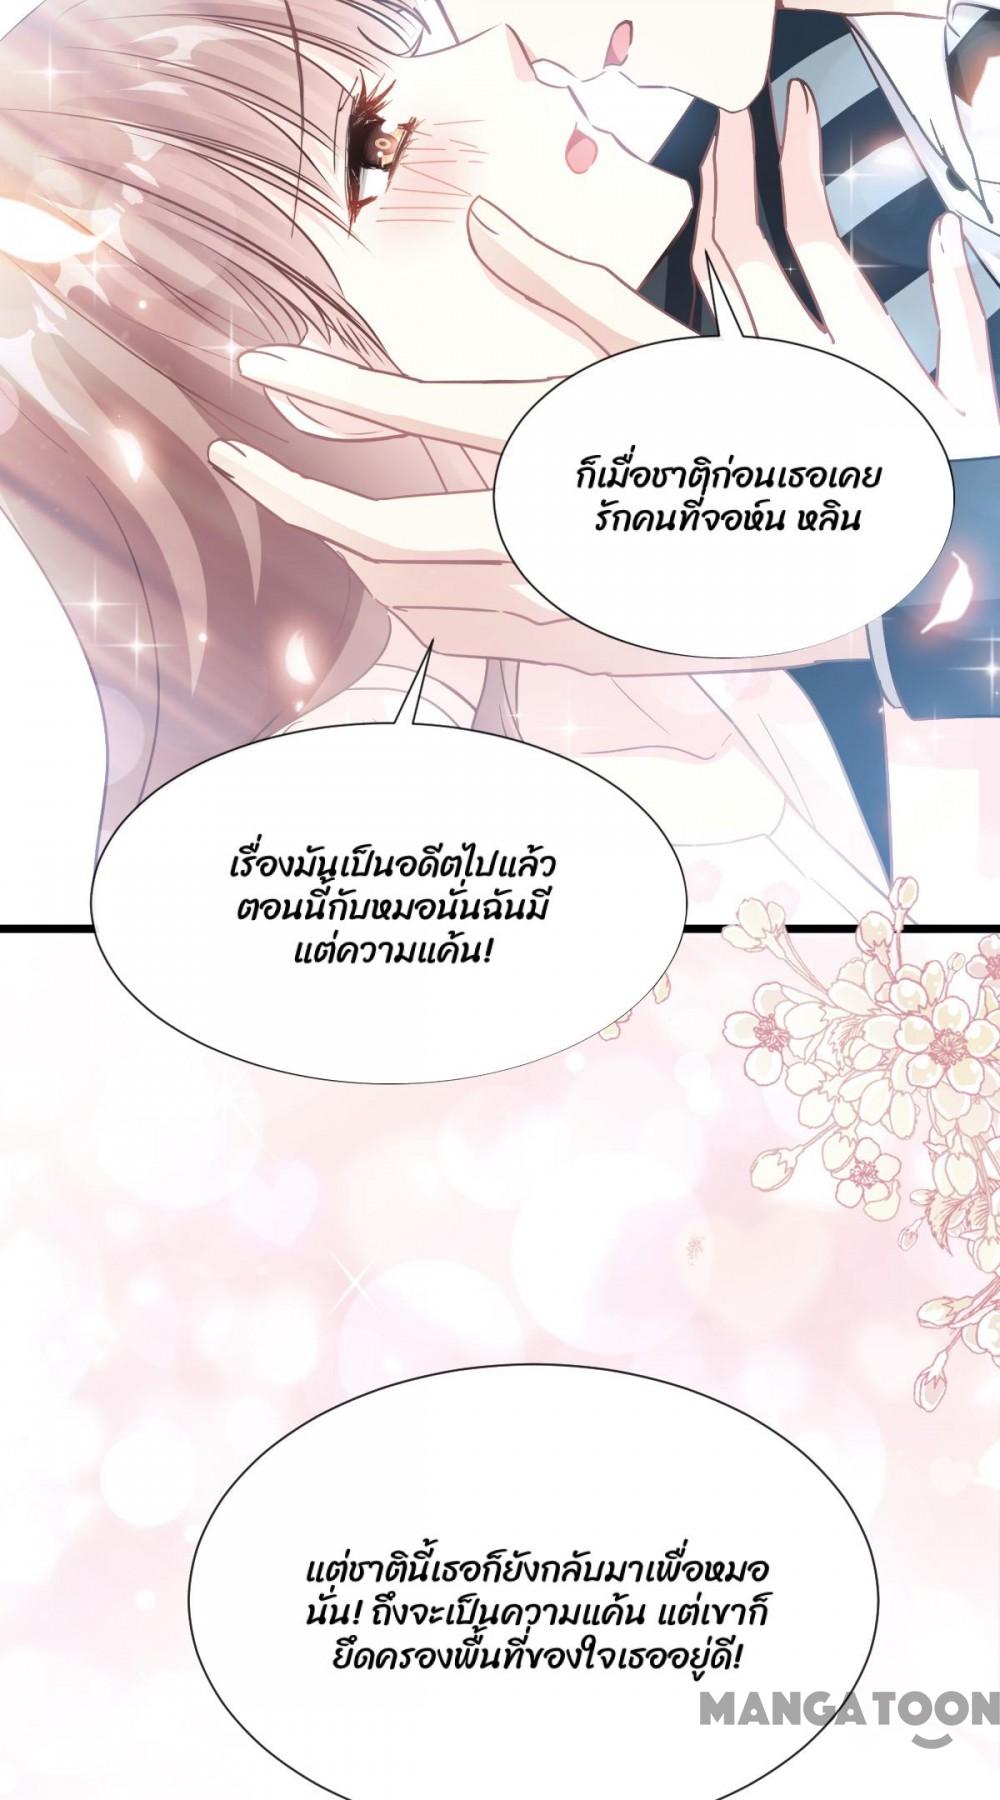 ก็เมื่อชาติก่อนเธอเคย
รักคนที่จอห์น หลิน
เรื่องมันเป็นอดีตไปแล้ว
ตอนนี้กับหมอนั่นฉันมี
แต่ความแค้น!
แต่ชาตินี้เธอก็ยังกลับมาเพื่อหมอ
นั่น! ถึงจะเป็นความแค้น แต่เขาก็
ยึดครองพื้นที่ของใจเธออยู่ดี!
MANGATOON